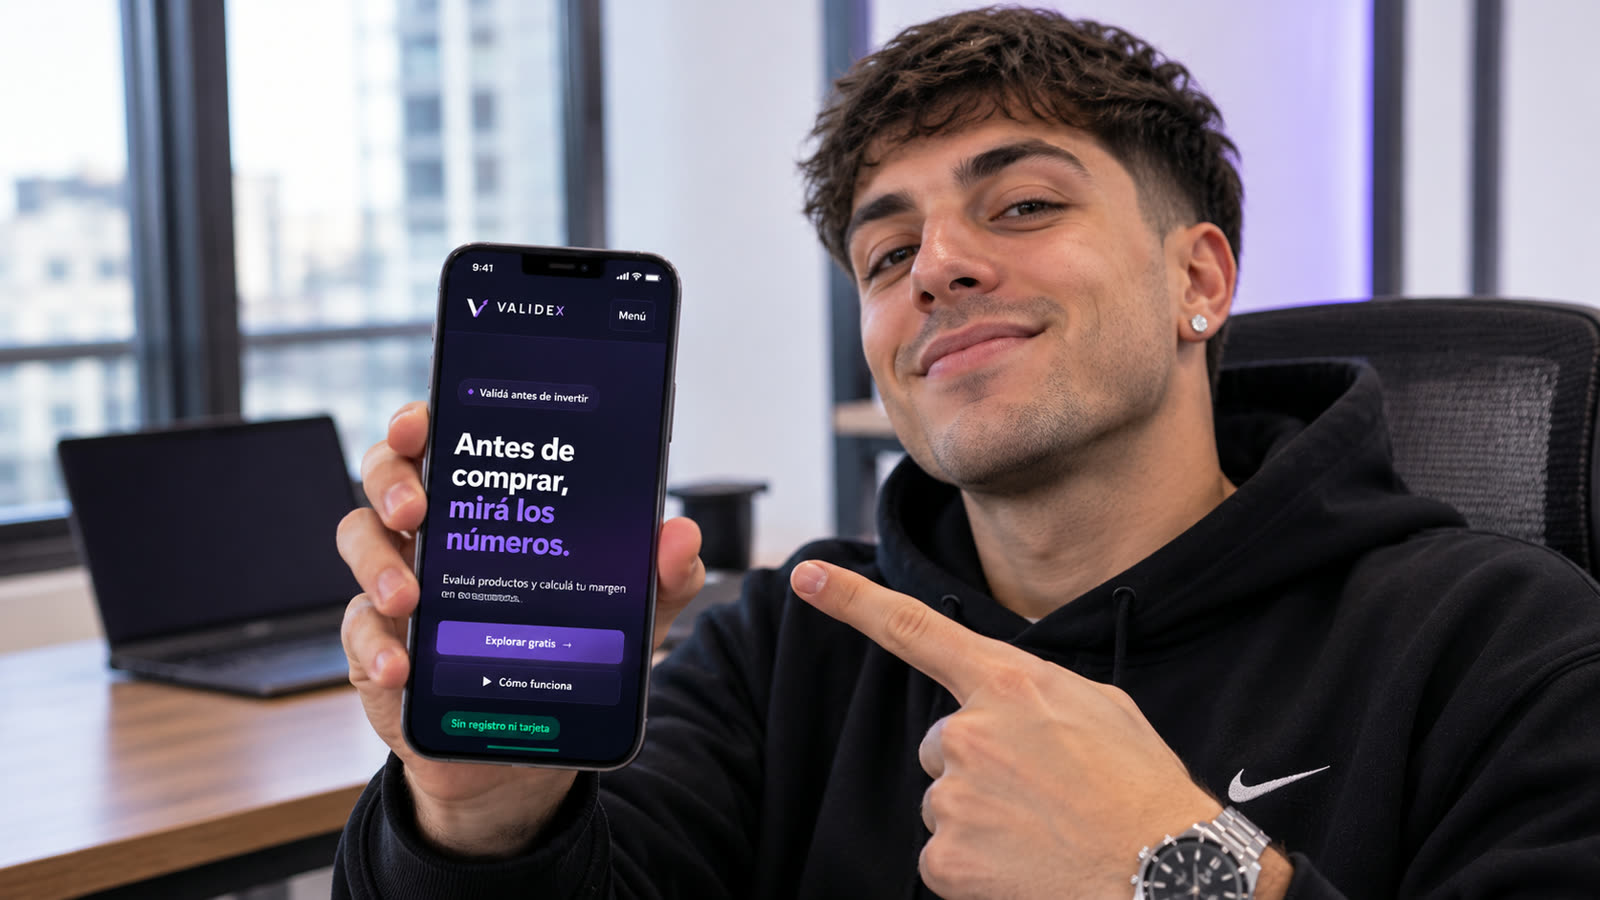 9:41
VALIDEX
Menú
Validá antes de invertir
Antes de
comprar,
mirá los
números.
Evaluá productos y calculá tu margen
en
Explorar gratis →
▶ Cómo funciona
Sin registro ni tarjeta